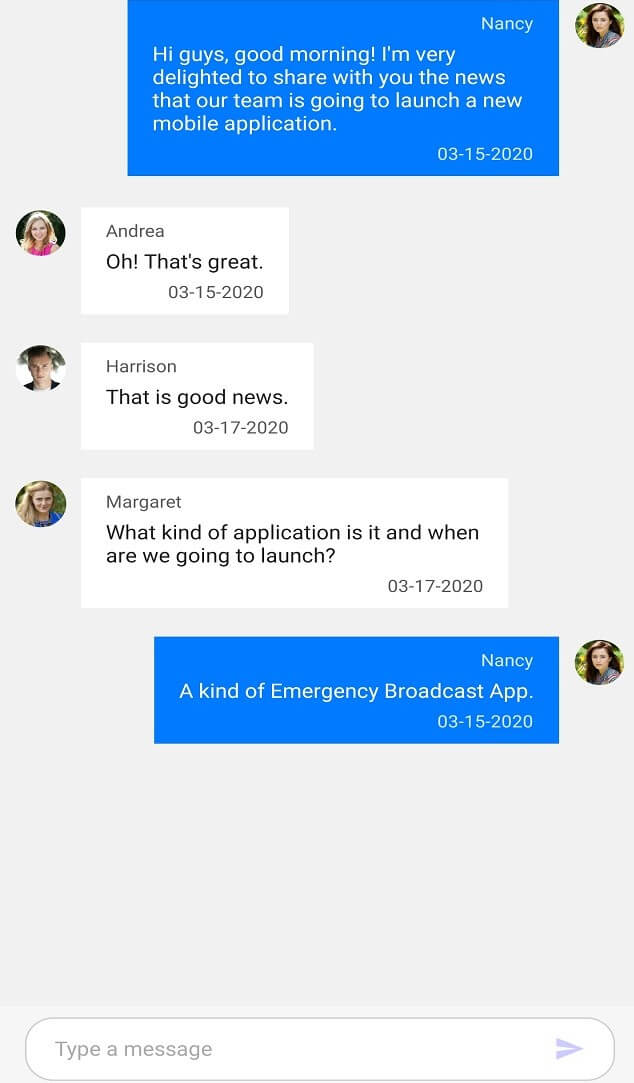 Nancy
Hi guys, good morning! I'm very
delighted to share with you the news
that our team is going to launch a new
mobile application.
03-15-2020
Andrea
Oh! That's great.
03-15-2020
Harrison
That is good news.
03-17-2020
Margaret
What kind of application is it and when
are we going to launch?
03-17-2020
Nancy
A kind of Emergency Broadcast App.
03-15-2020
Type a message